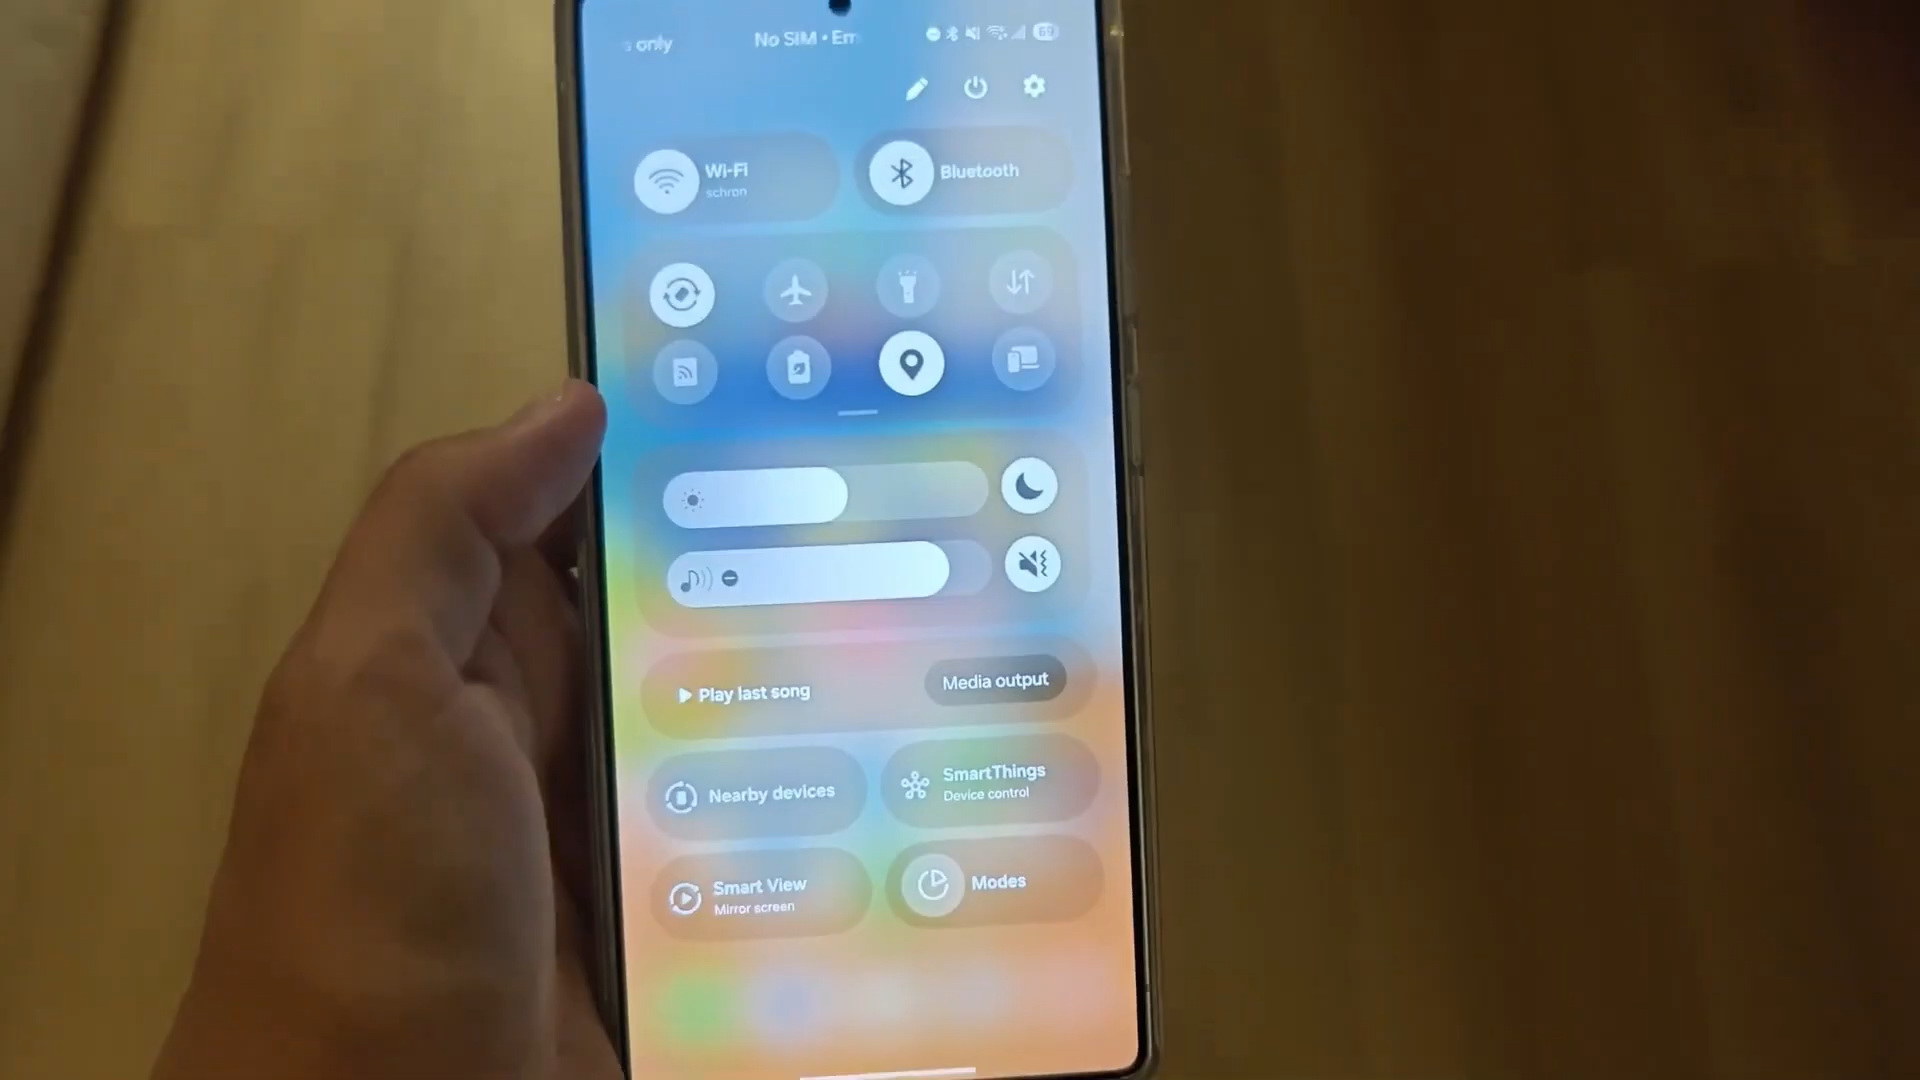 only
No SIM • Em
69
Wi-Fi
schron
Bluetooth
Play last song
Media output
Nearby devices
SmartThings
Device control
Smart View
Mirror screen
Modes